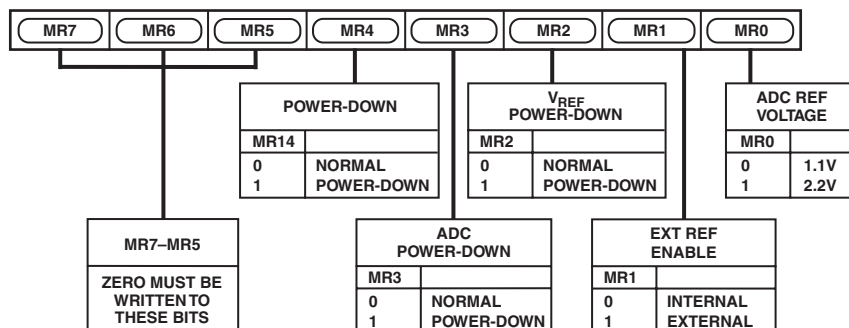 MR7 MR6 MR5 MR4 MR3 MR2 MR1 MR0
POWER-DOWN
MR14
0 NORMAL
1 POWER-DOWN
VREF
POWER-DOWN
MR2
0 NORMAL
1 POWER-DOWN
ADC REF
VOLTAGE
MR0
0 1.1V
1 2.2V
MR7–MR5
ZERO MUST BE
WRITTEN TO
THESE BITS
ADC
POWER-DOWN
MR3
0 NORMAL
1 POWER-DOWN
EXT REF
ENABLE
MR1
0 INTERNAL
1 EXTERNAL